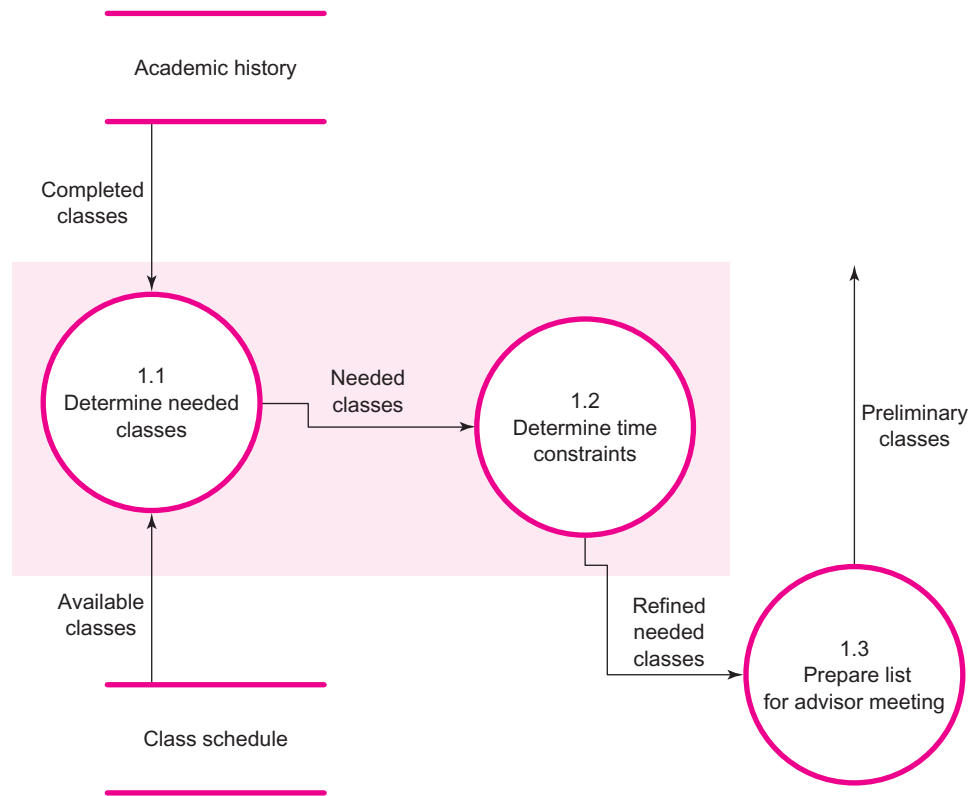 Academic history
Completed
classes
1.1
Determine needed
classes
Needed
classes
1.2
Determine time
constraints
Preliminary
classes
Available
classes
Refined
needed
classes
1.3
Prepare list
for advisor meeting
Class schedule